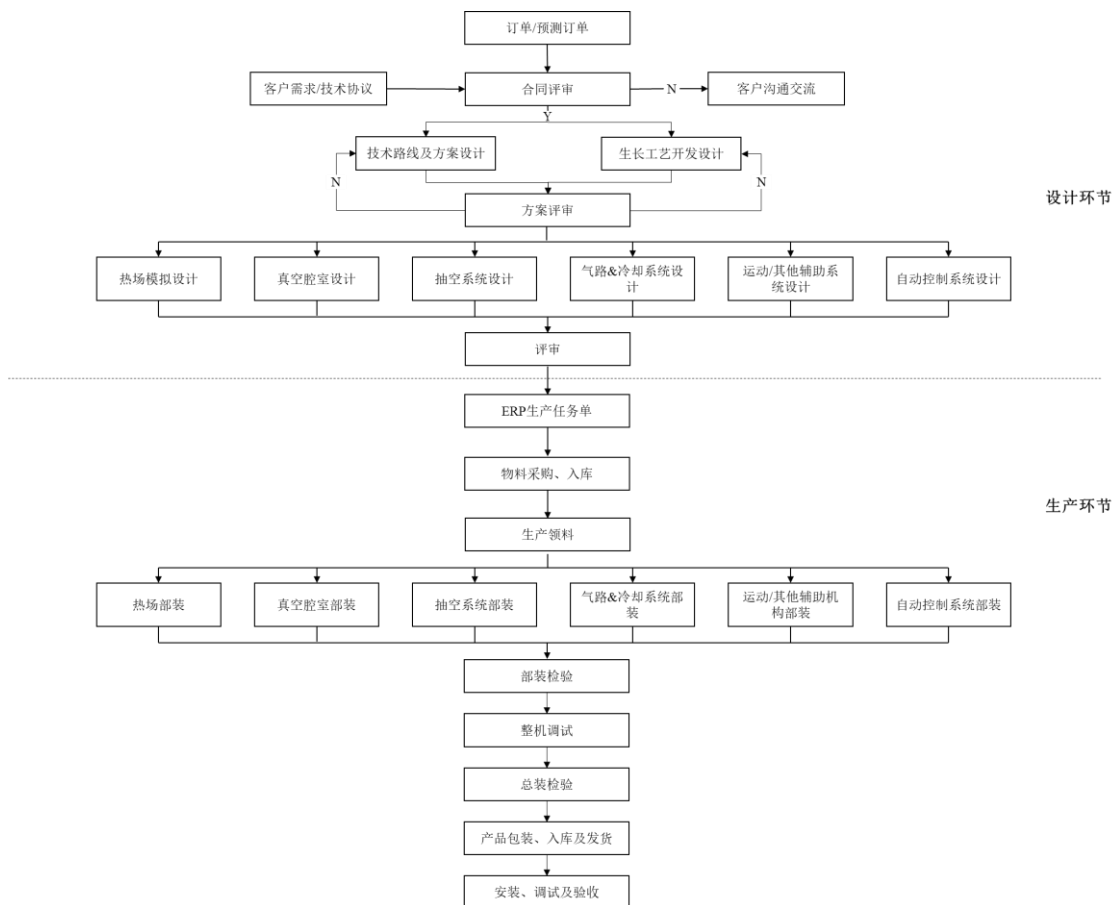 订单/预测订单
客户需求/技术协议
合同评审
N
客户沟通交流
Y
技术路线及方案设计
生长工艺开发设计
N
N
方案评审
设计环节
热场模拟设计
真空腔室设计
抽空系统设计
气路&冷却系统设
计
运动/其他辅助系
统设计
自动控制系统设计
评审
ERP生产任务单
物料采购、入库
生产环节
生产领料
热场部装
真空腔室部装
抽空系统部装
气路&冷却系统部
装
运动/其他辅助机
构部装
自动控制系统部装
部装检验
整机调试
总装检验
产品包装、入库及发货
安装、调试及验收